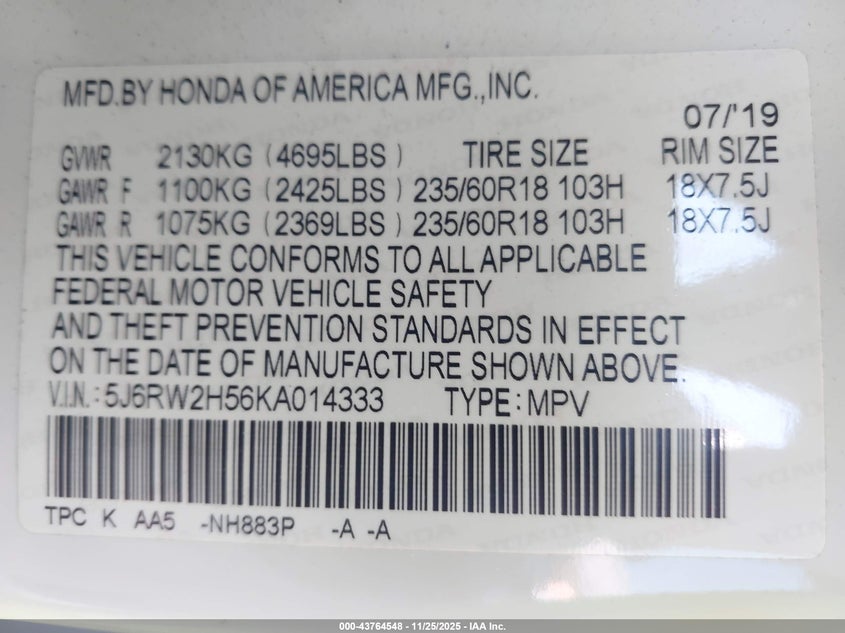 MFD.BY HONDA OF AMERICA MFG.,INC.
07/'19
GVWR 2130KG (4695LBS) TIRE SIZE RIM SIZE
GAWR F 1100KG (2425LBS) 235/60R18 103H 18X7.5J
GAWR R 1075KG (2369LBS) 235/60R18 103H 18X7.5J
THIS VEHICLE CONFORMS TO ALL APPLICABLE
FEDERAL MOTOR VEHICLE SAFETY
AND THEFT PREVENTION STANDARDS IN EFFECT
ON THE DATE OF MANUFACTURE SHOWN ABOVE.
V.I.N.: 5J6RW2H56KA014333 TYPE: MPV
TPC K AA5 -NH883P -A -A
000-43764548 - 11/25/2025 - IAA Inc.